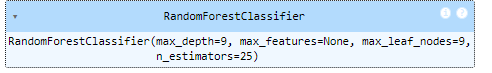 RandomForestClassifier
RandomForestClassifier(max_depth=9, max_features=None, max_leaf_nodes=9,
n_estimators=25)